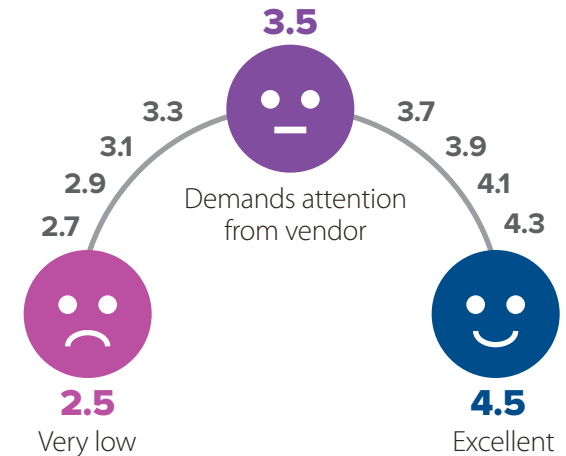 3.5
3.3
3.7
3.1
3.9
2.9
4.1
Demands attention
from vendor
2.7
4.3
2.5
4.5
Very low
Excellent